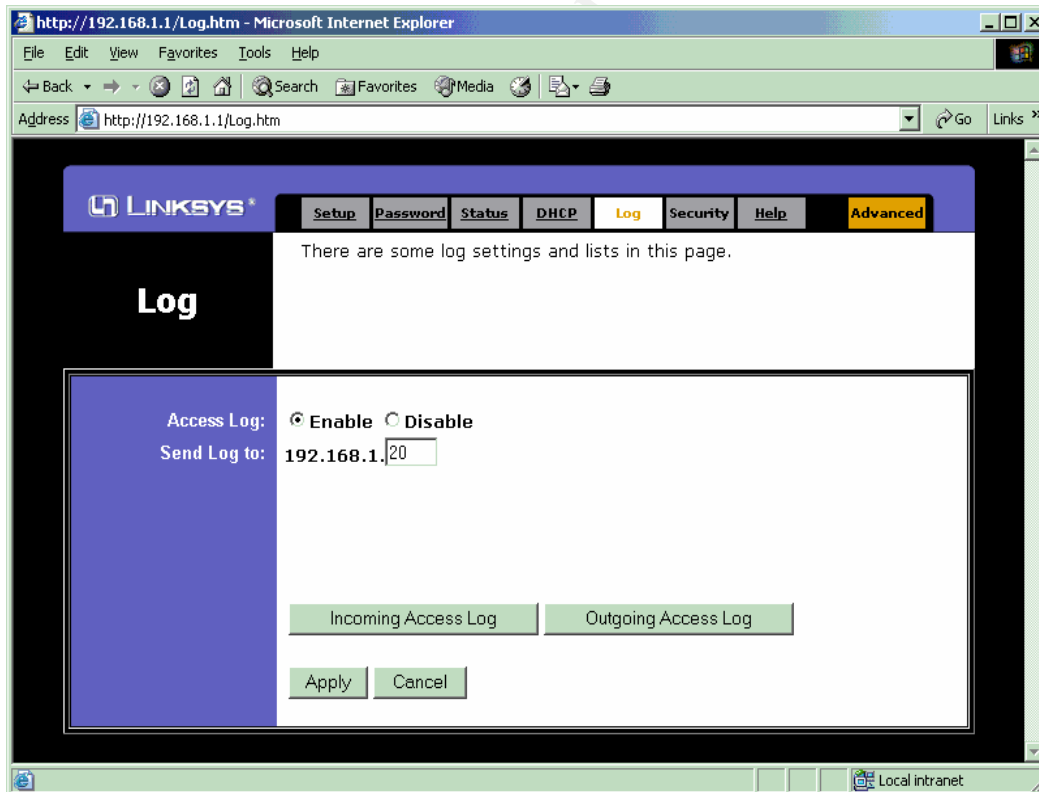 http://192.168.1.1/Log.htm - Microsoft Internet Explorer
File Edit View Favorites Tools Help
Back Search Favorites Media
Address http://192.168.1.1/Log.htm Go Links »
LINKSYS® Setup Password Status DHCP Log Security Help Advanced
There are some log settings and lists in this page.
Log
Access Log: Enable Disable
Send Log to: 192.168.1.20
Incoming Access Log Outgoing Access Log
Apply Cancel
Local intranet